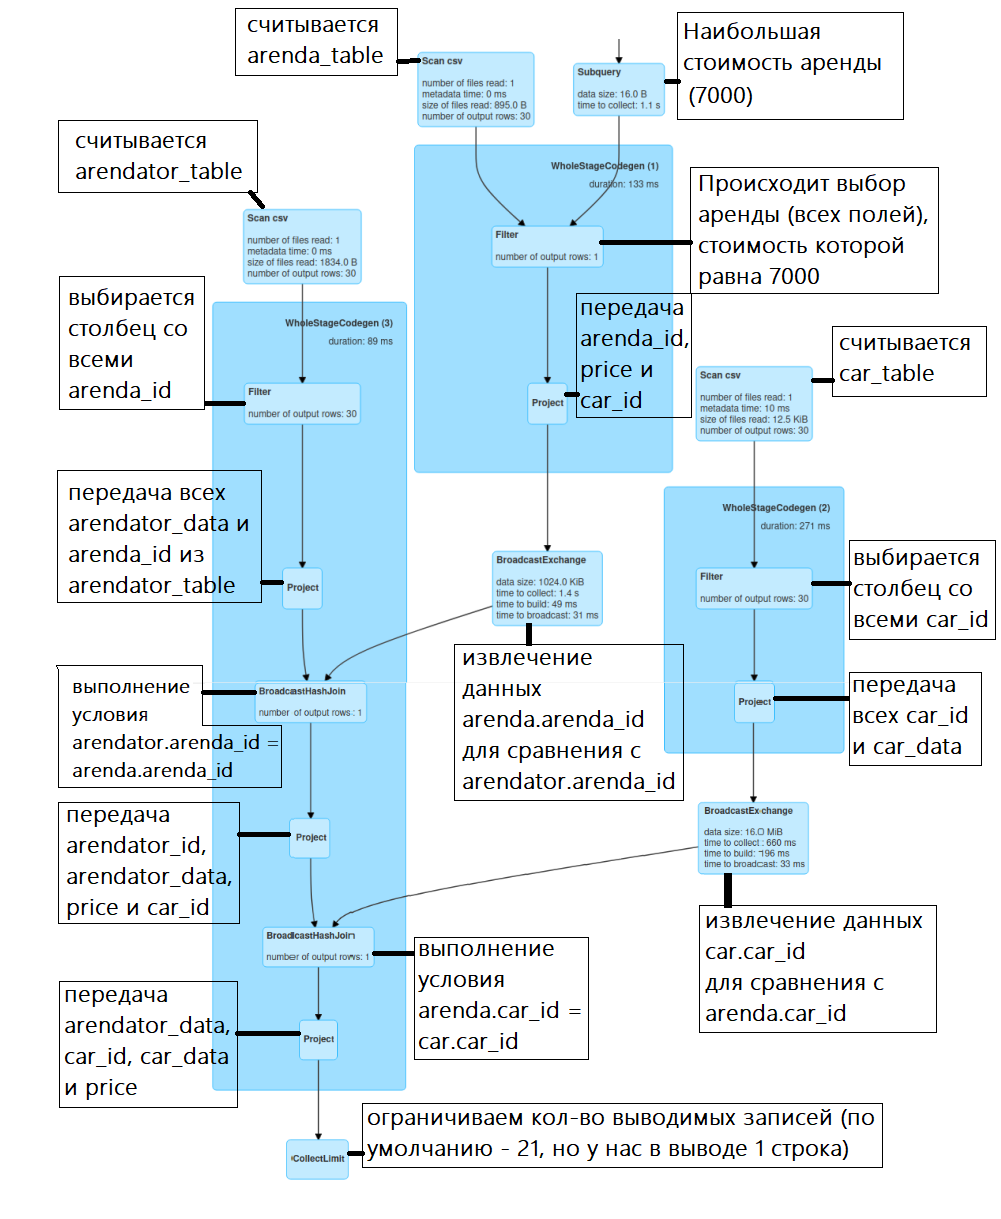 считывается
arenda_table
Scan csv
number of files read: 1
metadata time: 0 ms
size of files read: 895.0 B
number of output rows: 30
Subquery
data size: 16.0 B
time to collect: 1.1 s
Наибольшая
стоимость аренды
(7000)
считывается
arendator_table
Scan csv
number of files read: 1
metadata time: 0 ms
size of files read: 1834.0 B
number of output rows: 30
WholeStageCodegen (1)
duration: 133 ms
Filter
number of output rows: 1
Происходит выбор
аренды (всех полей),
стоимость которой
равна 7000
выбирается
столбец со
всеми
arenda_id
WholeStageCodegen (3)
duration: 89 ms
Filter
number of output rows: 30
передача
arenda_id,
price и
car_id
Project
считывается
car_table
Scan csv
number of files read: 1
metadata time: 10 ms
size of files read: 12.5 KiB
number of output rows: 30
передача всех
arendator_data и
arenda_id из
arendator_table
Project
BroadcastExchange
data size: 1024.0 KiB
time to collect: 1.4 s
time to build: 49 ms
time to broadcast: 31 ms
WholeStageCodegen (2)
duration: 271 ms
Filter
number of output rows: 30
выбирается
столбец со
всеми car_id
извлечение
данных
arenda.arenda_id
для сравнения с
arendator.arenda_id
выполнение
условия
arendator.arenda_id =
arenda.arenda_id
BroadcastHashJoin
number of output rows: 1
Project
передача
всех car_id
и car_data
передача
arendator_id,
arendator_data,
price и car_id
Project
BroadcastExchange
data size: 16.0 MiB
time to collect: 660 ms
time to build: 196 ms
time to broadcast: 33 ms
BroadcastHashJoin
number of output rows: 1
выполнение
условия
arenda.car_id =
car.car_id
извлечение данных
car.car_id
для сравнения с
arenda.car_id
передача
arendator_data,
car_id, car_data
и price
Project
ограничиваем кол-во выводимых записей (по
умолчанию - 21, но у нас в выводе 1 строка)
CollectLimit